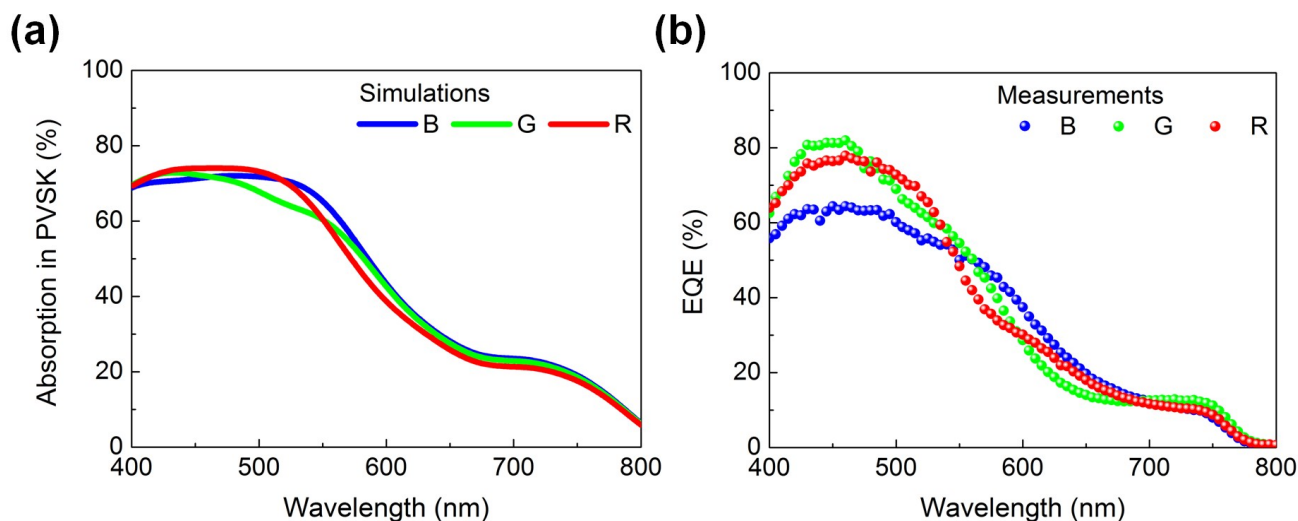 (a)
Absorption in PVSK (%)
100
80
60
40
20
0
Simulations
B G R
400 500 600 700 800
Wavelength (nm)
(b)
EQE (%)
100
80
60
40
20
0
Measurements
B G R
400 500 600 700 800
Wavelength (nm)